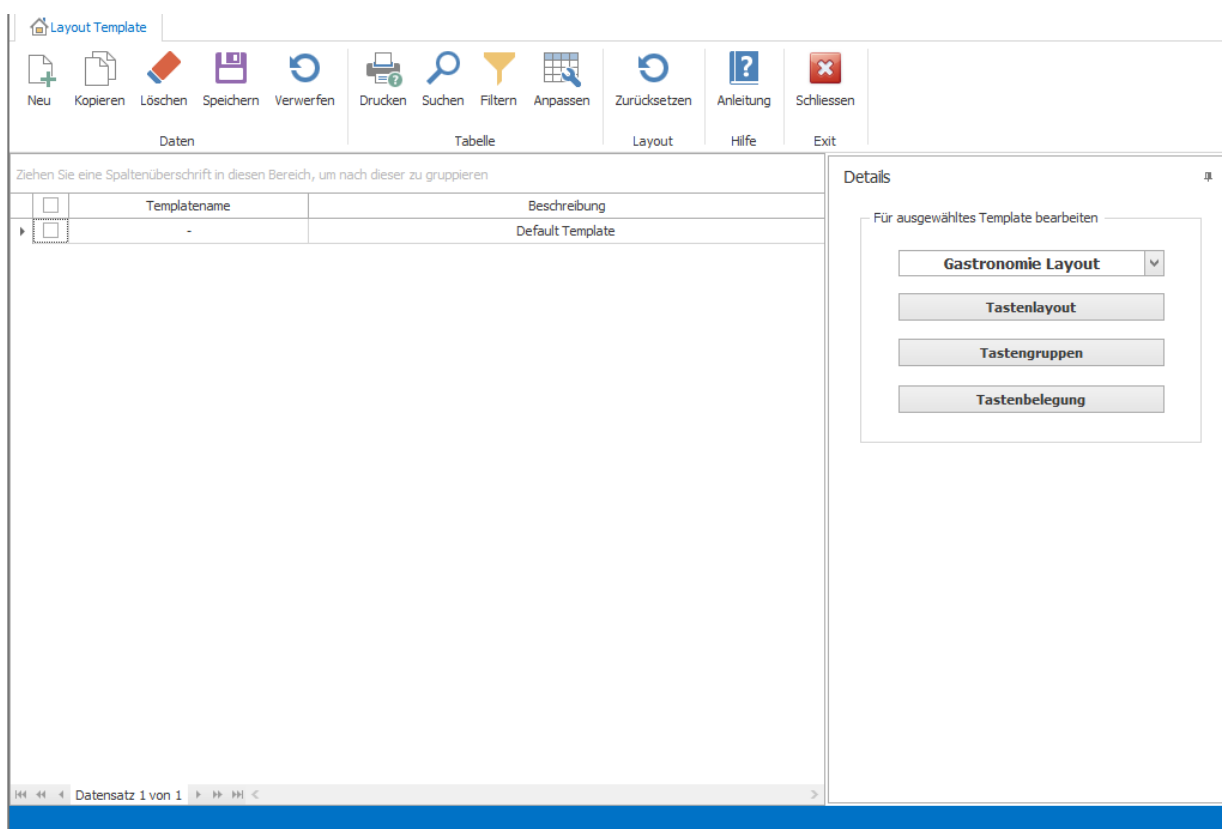 Layout Template
Neu Kopieren Löschen Speichern Verwerfen Drucken Suchen Filtern Anpassen Zurücksetzen Anleitung Schliessen
Daten Tabelle Layout Hilfe Exit
Ziehen Sie eine Spaltenüberschrift in diesen Bereich, um nach dieser zu gruppieren
Templatename Beschreibung
- Default Template
Details
Für ausgewähltes Template bearbeiten
Gastronomie Layout
Tastenlayout
Tastengruppen
Tastenbelegung
Datensatz 1 von 1